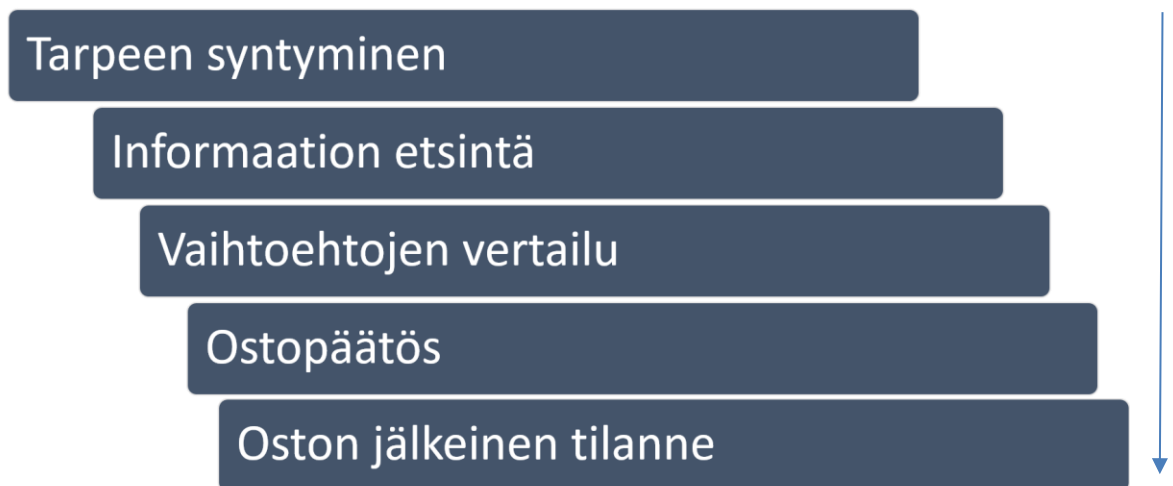 Tarpeen syntyminen
Informaation etsintä
Vaihtoehtojen vertailu
Ostopäätös
Oston jälkeinen tilanne